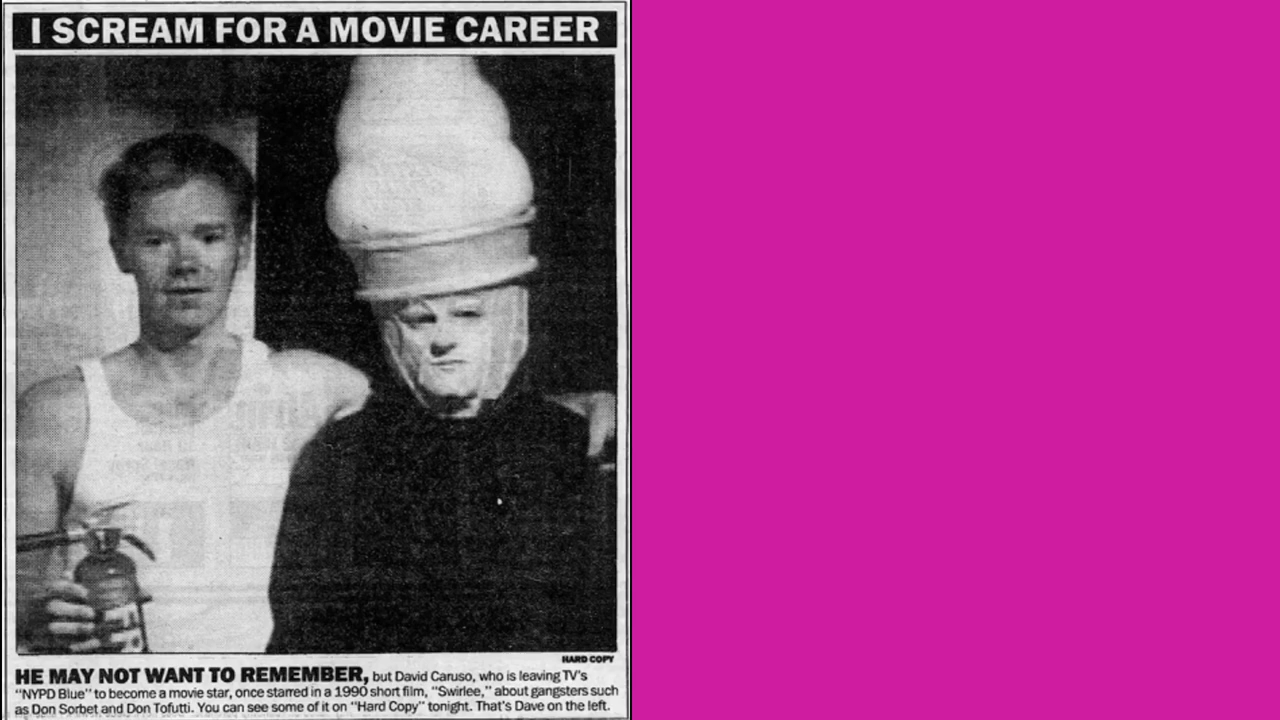 I SCREAM FOR A MOVIE CAREER
HARD COPY
HE MAY NOT WANT TO REMEMBER, but David Caruso, who is leaving TV's
"NYPD Blue" to become a movie star, once starred in a 1990 short film, "Swirlee," about gangsters such
as Don Sorbet and Don Tofutti. You can see some of it on "Hard Copy" tonight. That's Dave on the left.